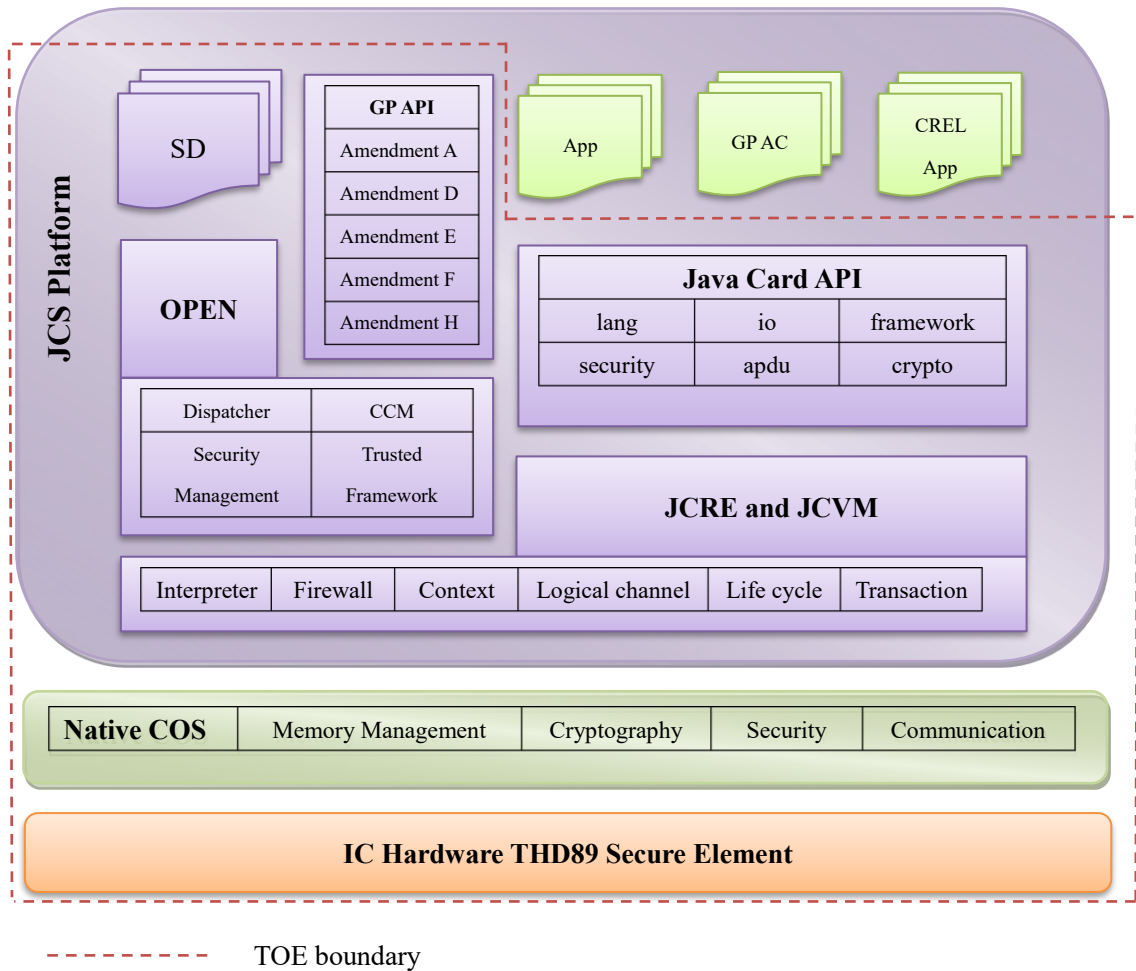 JCS Platform
SD
GP API
Amendment A
Amendment D
Amendment E
Amendment F
Amendment H
App
GP AC
CREL
App
OPEN
Dispatcher
CCM
Security
Management
Trusted
Framework
Java Card API
lang
io
framework
security
apdu
crypto
JCRE and JCVM
Interpreter
Firewall
Context
Logical channel
Life cycle
Transaction
Native COS
Memory Management
Cryptography
Security
Communication
IC Hardware THD89 Secure Element
TOE boundary